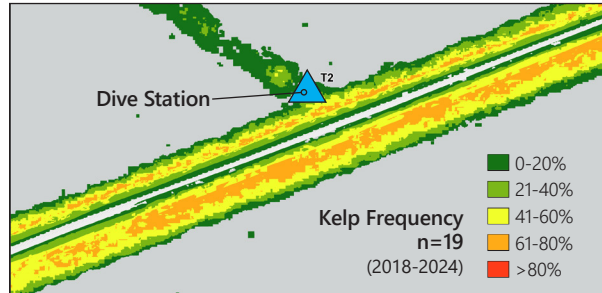 T2
Dive Station
Kelp Frequency
n=19
(2018-2024)
0-20%
21-40%
41-60%
61-80%
>80%